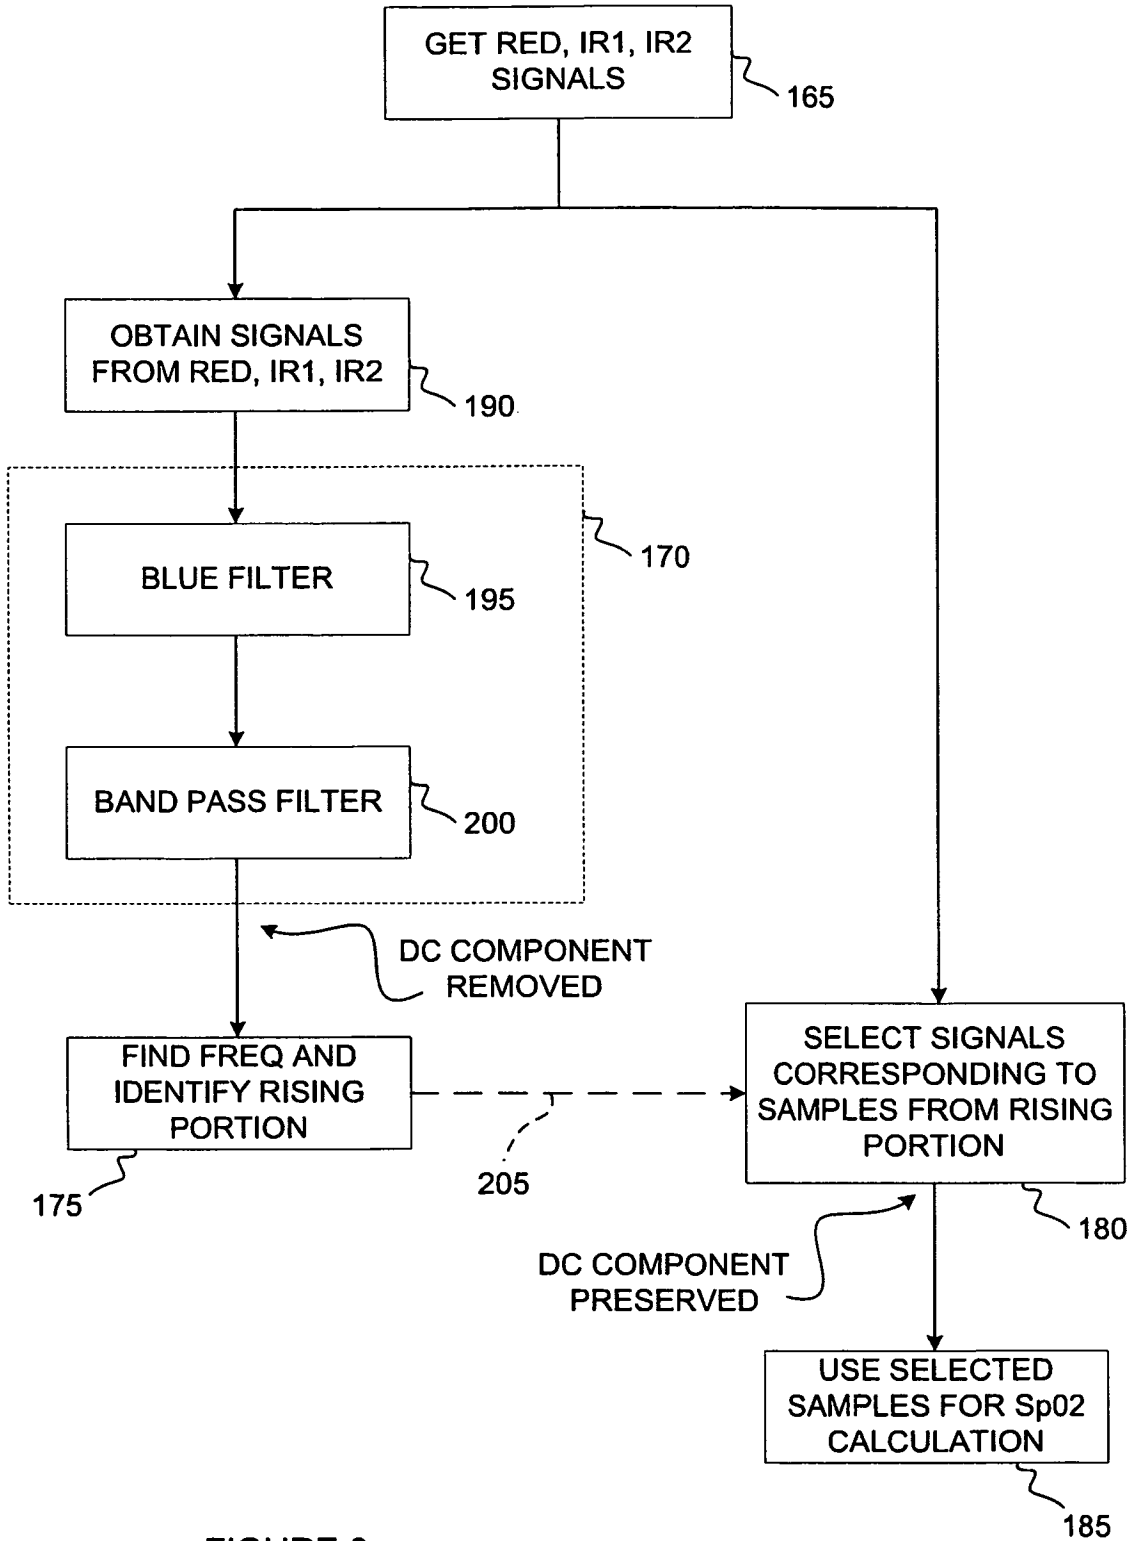 GET RED, IR1, IR2
SIGNALS
165
OBTAIN SIGNALS
FROM RED, IR1, IR2
190
170
BLUE FILTER
195
BAND PASS FILTER
200
DC COMPONENT
REMOVED
FIND FREQ AND
IDENTIFY RISING
PORTION
175
205
SELECT SIGNALS
CORRESPONDING TO
SAMPLES FROM RISING
PORTION
180
DC COMPONENT
PRESERVED
USE SELECTED
SAMPLES FOR Sp02
CALCULATION
185